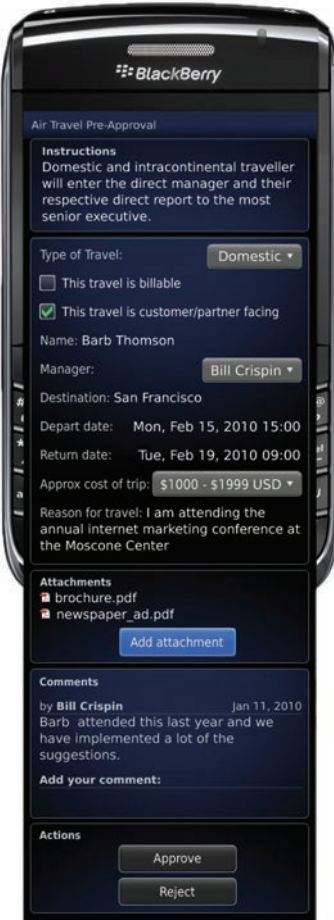 BlackBerry
Air Travel Pre-Approval
Instructions
Domestic and intracontinental traveller
will enter the direct manager and their
respective direct report to the most
senior executive.
Type of Travel: Domestic
This travel is billable
This travel is customer/partner facing
Name: Barb Thomson
Manager: Bill Crispin
Destination: San Francisco
Depart date: Mon, Feb 15, 2010 15:00
Return date: Tue, Feb 19, 2010 09:00
Approx cost of trip: $1000 - $1999 USD
Reason for travel: I am attending the
annual internet marketing conference at
the Moscone Center
Attachments
brochure.pdf
newspaper_ad.pdf
Add attachment
Comments
by Bill Crispin Jan 11, 2010
Barb attended this last year and we
have implemented a lot of the
suggestions.
Add your comment:
Actions
Approve
Reject